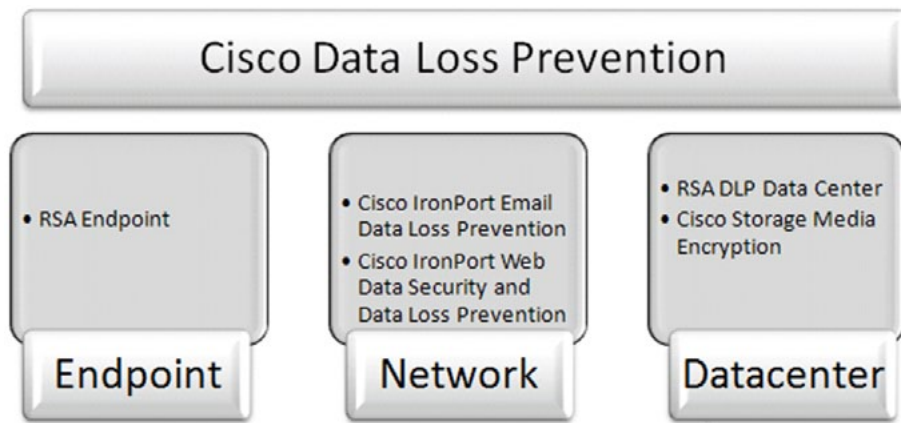 Cisco Data Loss Prevention
• RSA Endpoint
Endpoint
• Cisco IronPort Email
Data Loss Prevention
• Cisco IronPort Web
Data Security and
Data Loss Prevention
Network
• RSA DLP Data Center
• Cisco Storage Media
Encryption
Datacenter